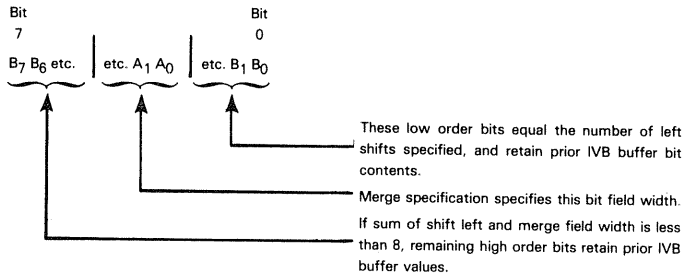 Bit Bit
7 0
B7 B6 etc. etc. A1 A0 etc. B1 B0
These low order bits equal the number of left
shifts specified, and retain prior IVB buffer bit
contents.
Merge specification specifies this bit field width.
If sum of shift left and merge field width is less
than 8, remaining high order bits retain prior IVB
buffer values.